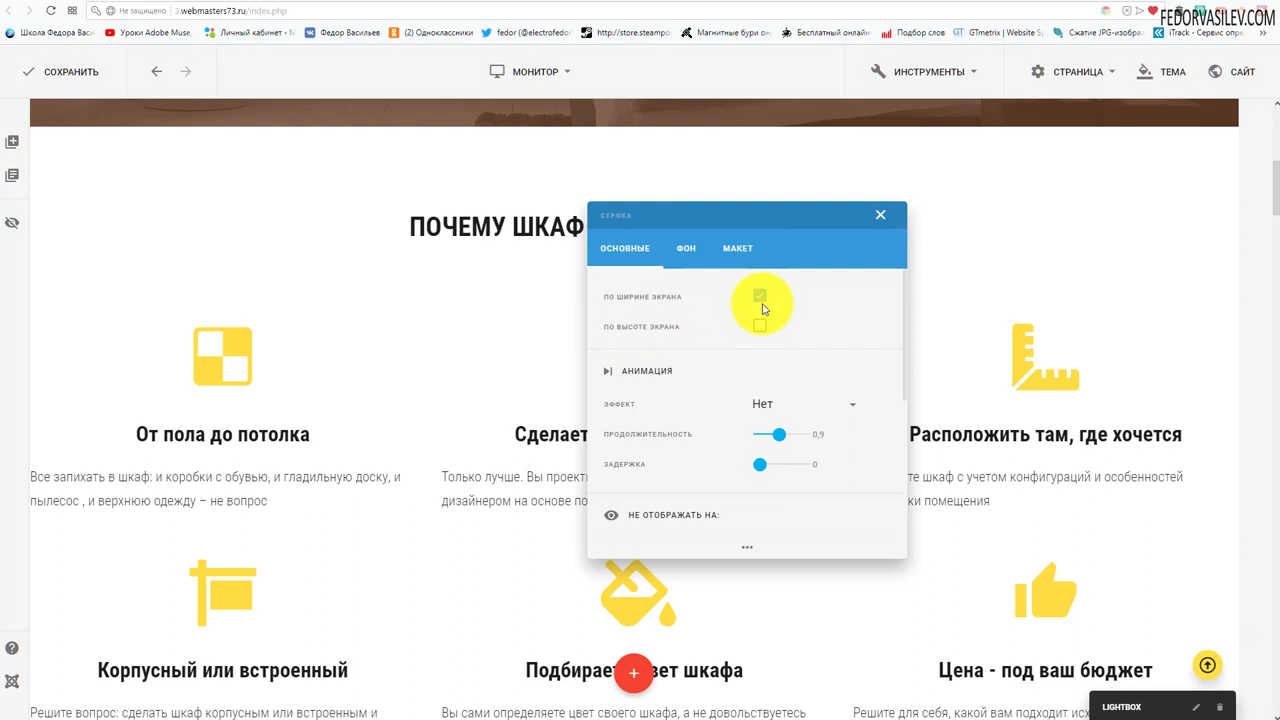 Не защищено 3.webmasters73.ru/index.php
FEDORVASILEV.COM
Школа Федора Васи Уроки Adobe Muse, Личный кабинет - М Федор Васильев (2) Одноклассники fedor (@electrofedor) http://store.steampo Магнитные бури он Бесплатный онлайн Подбор слов GTmetrix | Website S Сжатие JPG-изображ iTrack - Сервис опре
СОХРАНИТЬ МОНИТОР ИНСТРУМЕНТЫ СТРАНИЦА ТЕМА САЙТ
ПОЧЕМУ ШКАФ
СТРОКА
ОСНОВНЫЕ ФОН МАКЕТ
ПО ШИРИНЕ ЭКРАНА
ПО ВЫСОТЕ ЭКРАНА
АНИМАЦИЯ
ЭФФЕКТ Нет
ПРОДОЛЖИТЕЛЬНОСТЬ 0,9
ЗАДЕРЖКА 0
НЕ ОТОБРАЖАТЬ НА:
От пола до потолка
Все запихать в шкаф: и коробки с обувью, и гладильную доску, и
пылесос , и верхнюю одежду – не вопрос
Сделает
Только лучше. Вы проекти
дизайнером на основе по
Расположить там, где хочется
те шкаф с учетом конфигураций и особенностей
ки помещения
Корпусный или встроенный
Решите вопрос: сделать шкаф корпусным или встроенным и
Подбирает цвет шкафа
Вы сами определяете цвет своего шкафа, а не довольствуетесь
Цена - под ваш бюджет
Решите для себя, какой вам подходит исх
LIGHTBOX